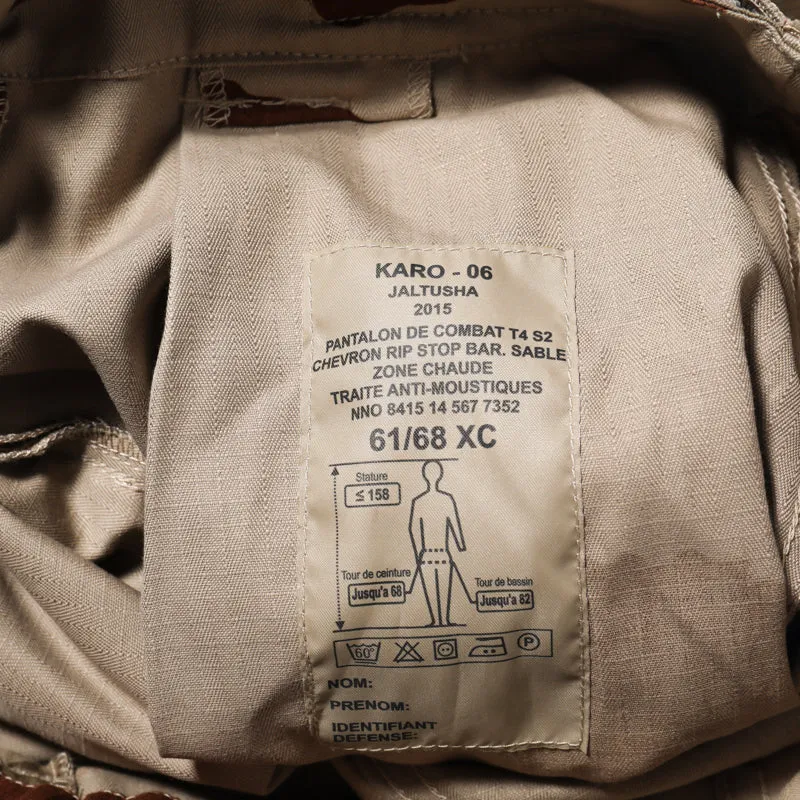 KARO - 06
JALTUSHA
2015
PANTALON DE COMBAT T4 S2
CHEVRON RIP STOP BAR. SABLE
ZONE CHAUDE
TRAITE ANTI-MOUSTIQUES
NNO 8415 14 567 7352
61/68 XC
Stature
≤ 158
Tour de ceinture
Jusqu'a 68
Tour de bassin
Jusqu'a 82
60°
P
NOM:
PRENOM:
IDENTIFIANT
DEFENSE: